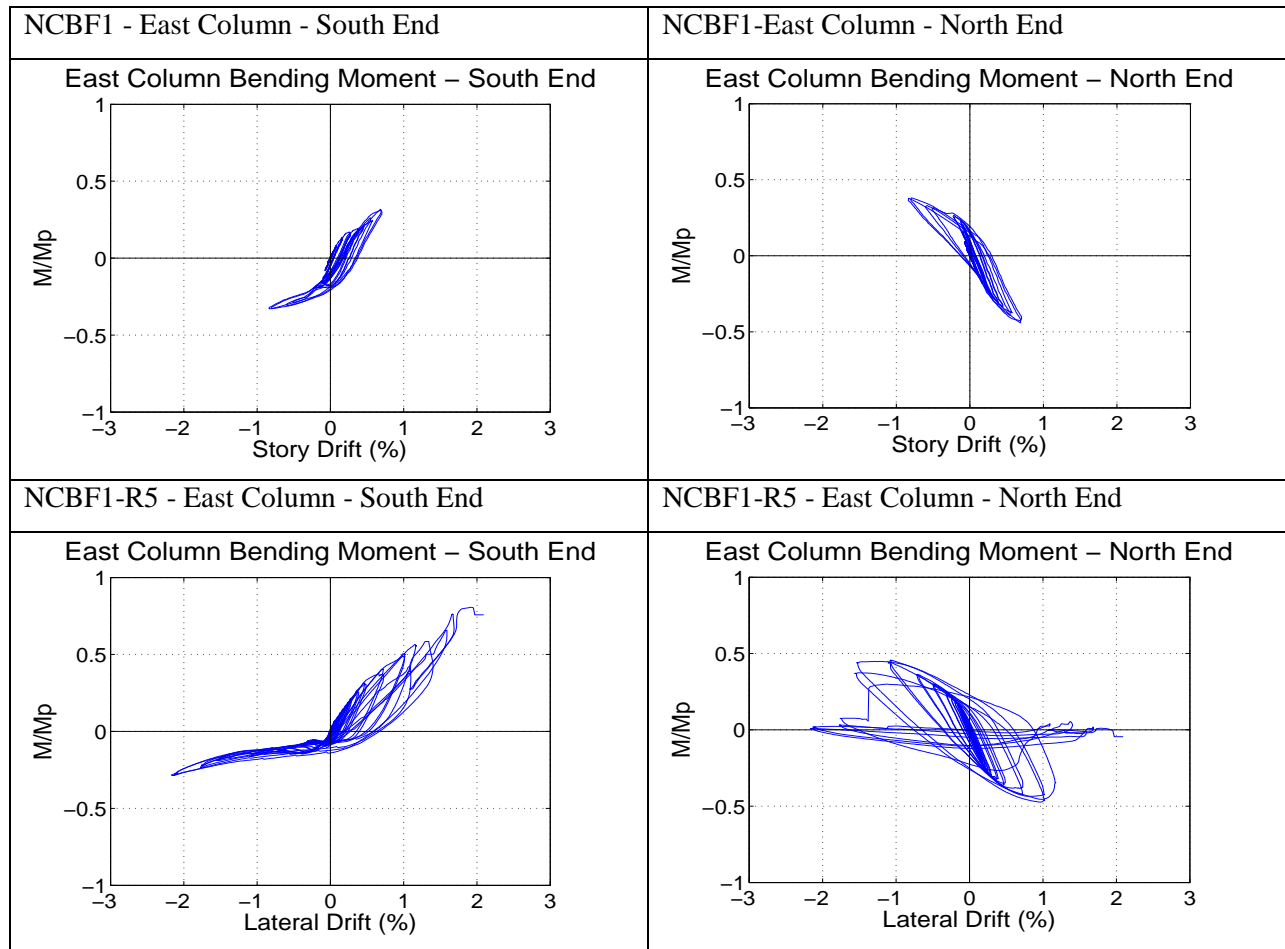 NCBF1 - East Column - South End
NCBF1-East Column - North End
East Column Bending Moment – South End
1
0.5
0
−0.5
−1
M/Mp
−3 −2 −1 0 1 2 3
Story Drift (%)
East Column Bending Moment – North End
1
0.5
0
−0.5
−1
M/Mp
−3 −2 −1 0 1 2 3
Story Drift (%)
NCBF1-R5 - East Column - South End
NCBF1-R5 - East Column - North End
East Column Bending Moment – South End
1
0.5
0
−0.5
−1
M/Mp
−3 −2 −1 0 1 2 3
Lateral Drift (%)
East Column Bending Moment – North End
1
0.5
0
−0.5
−1
M/Mp
−3 −2 −1 0 1 2 3
Lateral Drift (%)